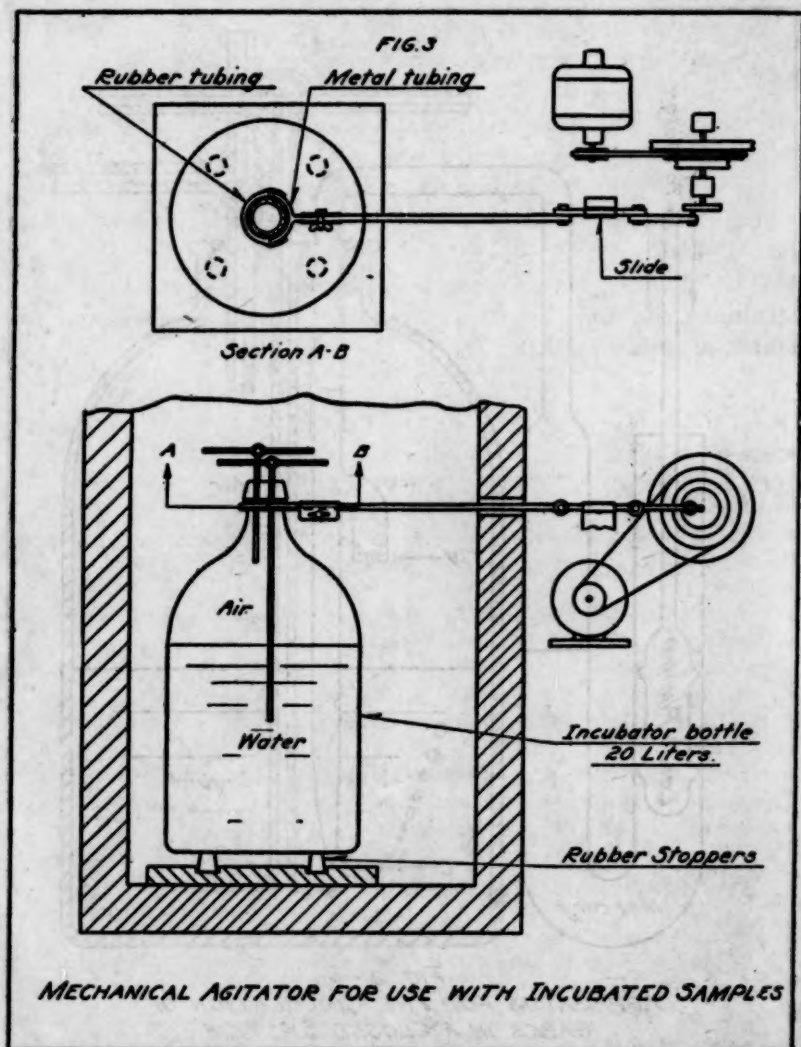 FIG. 3
Rubber tubing
Metal tubing
Slide
Section A-B
A
B
Air
Water
Incubator bottle
20 Liters.
Rubber Stoppers
MECHANICAL AGITATOR FOR USE WITH INCUBATED SAMPLES